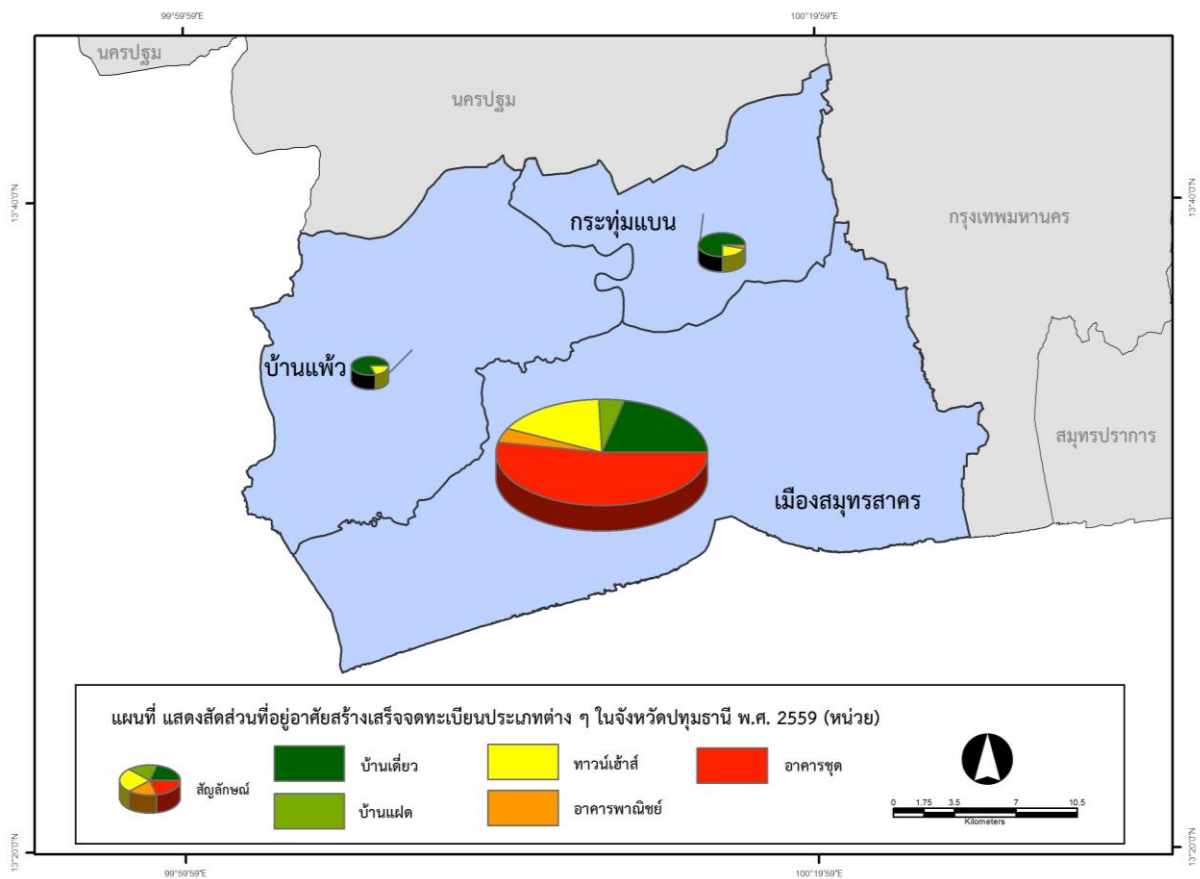 99°59'59"E
100°19'59"E
นครปฐม
นครปฐม
13°40'0"N
13°40'0"N
กรุงเทพมหานคร
กระทุ่มแบน
บ้านแพ้ว
สมุทรปราการ
เมืองสมุทรสาคร
แผนที่ แสดงสัดส่วนที่อยู่อาศัยสร้างเสร็จจดทะเบียนประเภทต่าง ๆ ในจังหวัดปทุมธานี พ.ศ. 2559 (หน่วย)
สัญลักษณ์
บ้านเดี่ยว
ทาวน์เฮ้าส์
อาคารชุด
บ้านแฝด
อาคารพาณิชย์
0 1.75 3.5 7 10.5
Kilometers
13°20'0"N
13°20'0"N
99°59'59"E
100°19'59"E